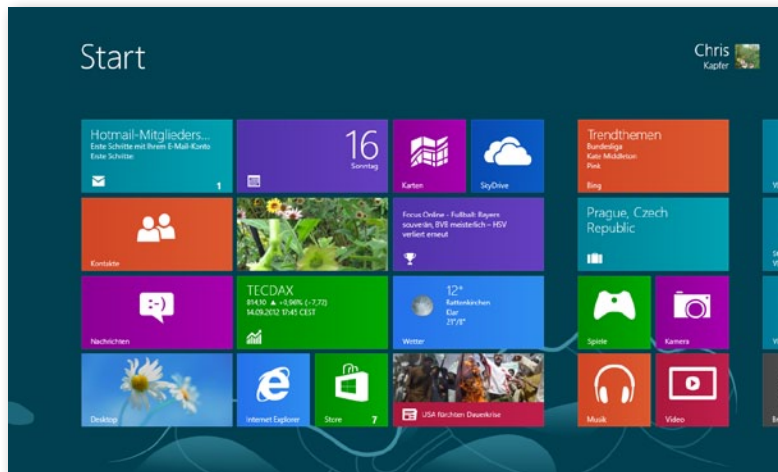 Start
Chris
Kapfer
Hotmail-Mitglieders...
Erste Schritte mit Ihrem E-Mail-Konto
Erste Schritte:
1
16
Sonntag
Karten
SkyDrive
Trendthemen
Bundesliga
Kate Middleton
Pink
Bing
Kontakte
Focus Online - Fußball: Bayern
souverän, BVB meisterlich – HSV
verliert erneut
Prague, Czech
Republic
Nachrichten
TECDAX
814,10 ▲ +0,96% (+7,72)
14.09.2012 17:45 CEST
12°
Rattenkirchen
Klar
21°/8°
Wetter
Spiele
Kamera
Desktop
Internet Explorer
Store
7
USA fürchten Dauerkrise
Musik
Video